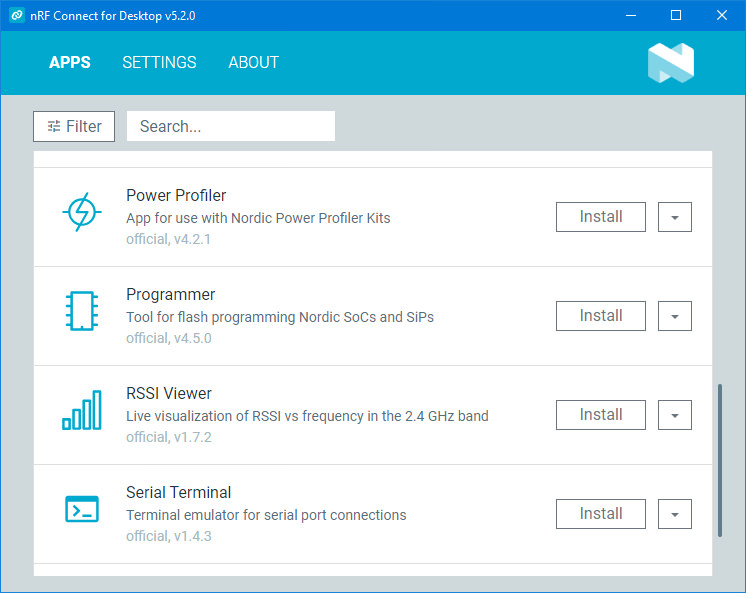 nRF Connect for Desktop v5.2.0
APPS SETTINGS ABOUT
Filter Search...
Power Profiler
App for use with Nordic Power Profiler Kits
official, v4.2.1
Install
Programmer
Tool for flash programming Nordic SoCs and SiPs
official, v4.5.0
Install
RSSI Viewer
Live visualization of RSSI vs frequency in the 2.4 GHz band
official, v1.7.2
Install
Serial Terminal
Terminal emulator for serial port connections
official, v1.4.3
Install